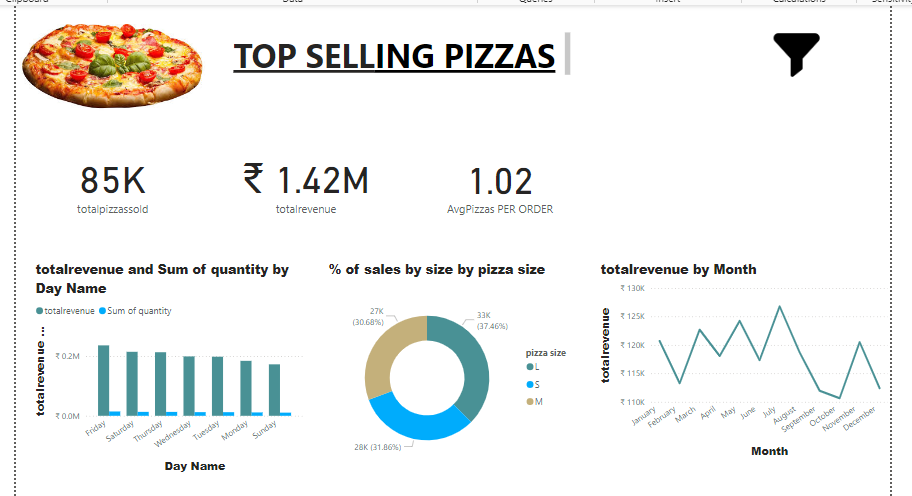 Clipboard
Data
Queries
Insert
Calculations
TOP SELLING PIZZAS
85K
totalpizzassold
₹ 1.42M
totalrevenue
1.02
AvgPizzas PER ORDER
totalrevenue and Sum of quantity by
Day Name
totalrevenue Sum of quantity
totalrevenue ...
₹ 0.2M
₹ 0.0M
Friday
Saturday
Thursday
Wednesday
Tuesday
Monday
Sunday
Day Name
% of sales by size by pizza size
27K
(30.68%)
33K
(37.46%)
28K (31.86%)
pizza size
L
S
M
totalrevenue by Month
totalrevenue
₹ 130K
₹ 125K
₹ 120K
₹ 115K
₹ 110K
January
February
March
April
May
June
July
August
September
October
November
December
Month